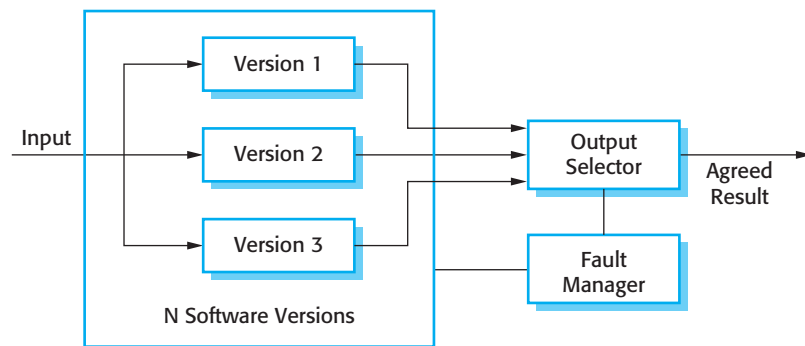 Input
Version 1
Version 2
Version 3
N Software Versions
Output
Selector
Agreed
Result
Fault
Manager